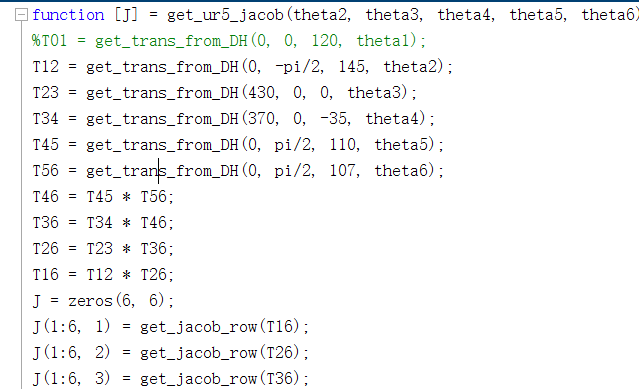 function [J] = get_ur5_jacob(theta2, theta3, theta4, theta5, theta6)
%T01 = get_trans_from_DH(0, 0, 120, theta1);
T12 = get_trans_from_DH(0, -pi/2, 145, theta2);
T23 = get_trans_from_DH(430, 0, 0, theta3);
T34 = get_trans_from_DH(370, 0, -35, theta4);
T45 = get_trans_from_DH(0, pi/2, 110, theta5);
T56 = get_trans_from_DH(0, pi/2, 107, theta6);
T46 = T45 * T56;
T36 = T34 * T46;
T26 = T23 * T36;
T16 = T12 * T26;
J = zeros(6, 6);
J(1:6, 1) = get_jacob_row(T16);
J(1:6, 2) = get_jacob_row(T26);
J(1:6, 3) = get_jacob_row(T36);